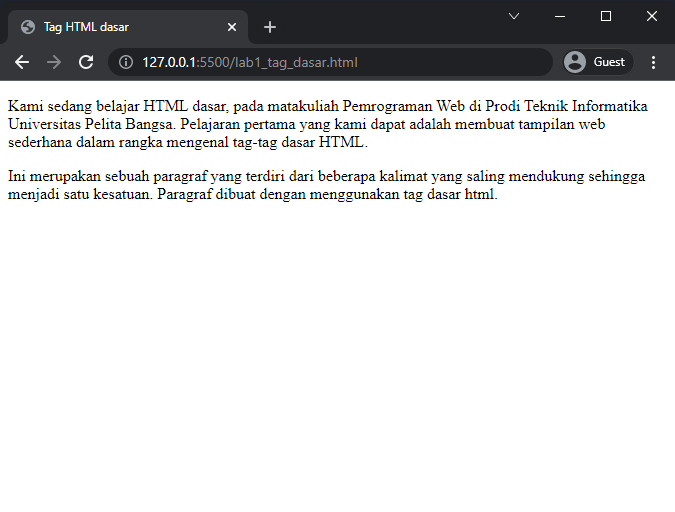 Tag HTML dasar
127.0.0.1:5500/lab1_tag_dasar.html
Guest
Kami sedang belajar HTML dasar, pada matakuliah Pemrograman Web di Prodi Teknik Informatika
Universitas Pelita Bangsa. Pelajaran pertama yang kami dapat adalah membuat tampilan web
sederhana dalam rangka mengenal tag-tag dasar HTML.
Ini merupakan sebuah paragraf yang terdiri dari beberapa kalimat yang saling mendukung sehingga
menjadi satu kesatuan. Paragraf dibuat dengan menggunakan tag dasar html.